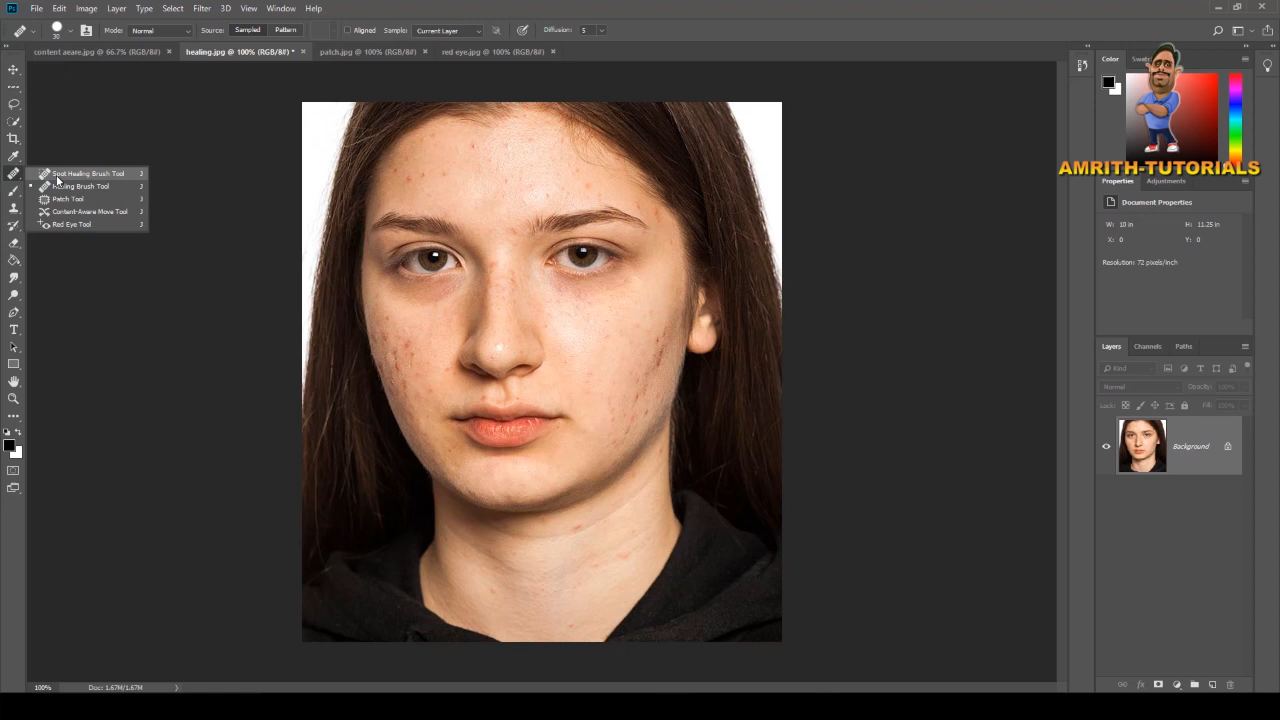 File Edit Image Layer Type Select Filter 3D View Window Help
30 Mode: Normal Source: Sampled Pattern Aligned Sample: Current Layer Diffusion: 5
content aeare.jpg @ 66.7% (RGB/8#) healing.jpg @ 100% (RGB/8#) * patch.jpg @ 100% (RGB/8#) red eye.jpg @ 100% (RGB/8#)
Color Swatc
AMRITH-TUTORIALS
Spot Healing Brush Tool J
Healing Brush Tool J
Patch Tool J
Content-Aware Move Tool J
Red Eye Tool J
Properties Adjustments
Document Properties
W: 10 in H: 11.25 in
X: 0 Y: 0
Resolution: 72 pixels/inch
Layers Channels Paths
Kind
Normal Opacity: 100%
Lock: Fill: 100%
Background
100% Doc: 1.67M/1.67M